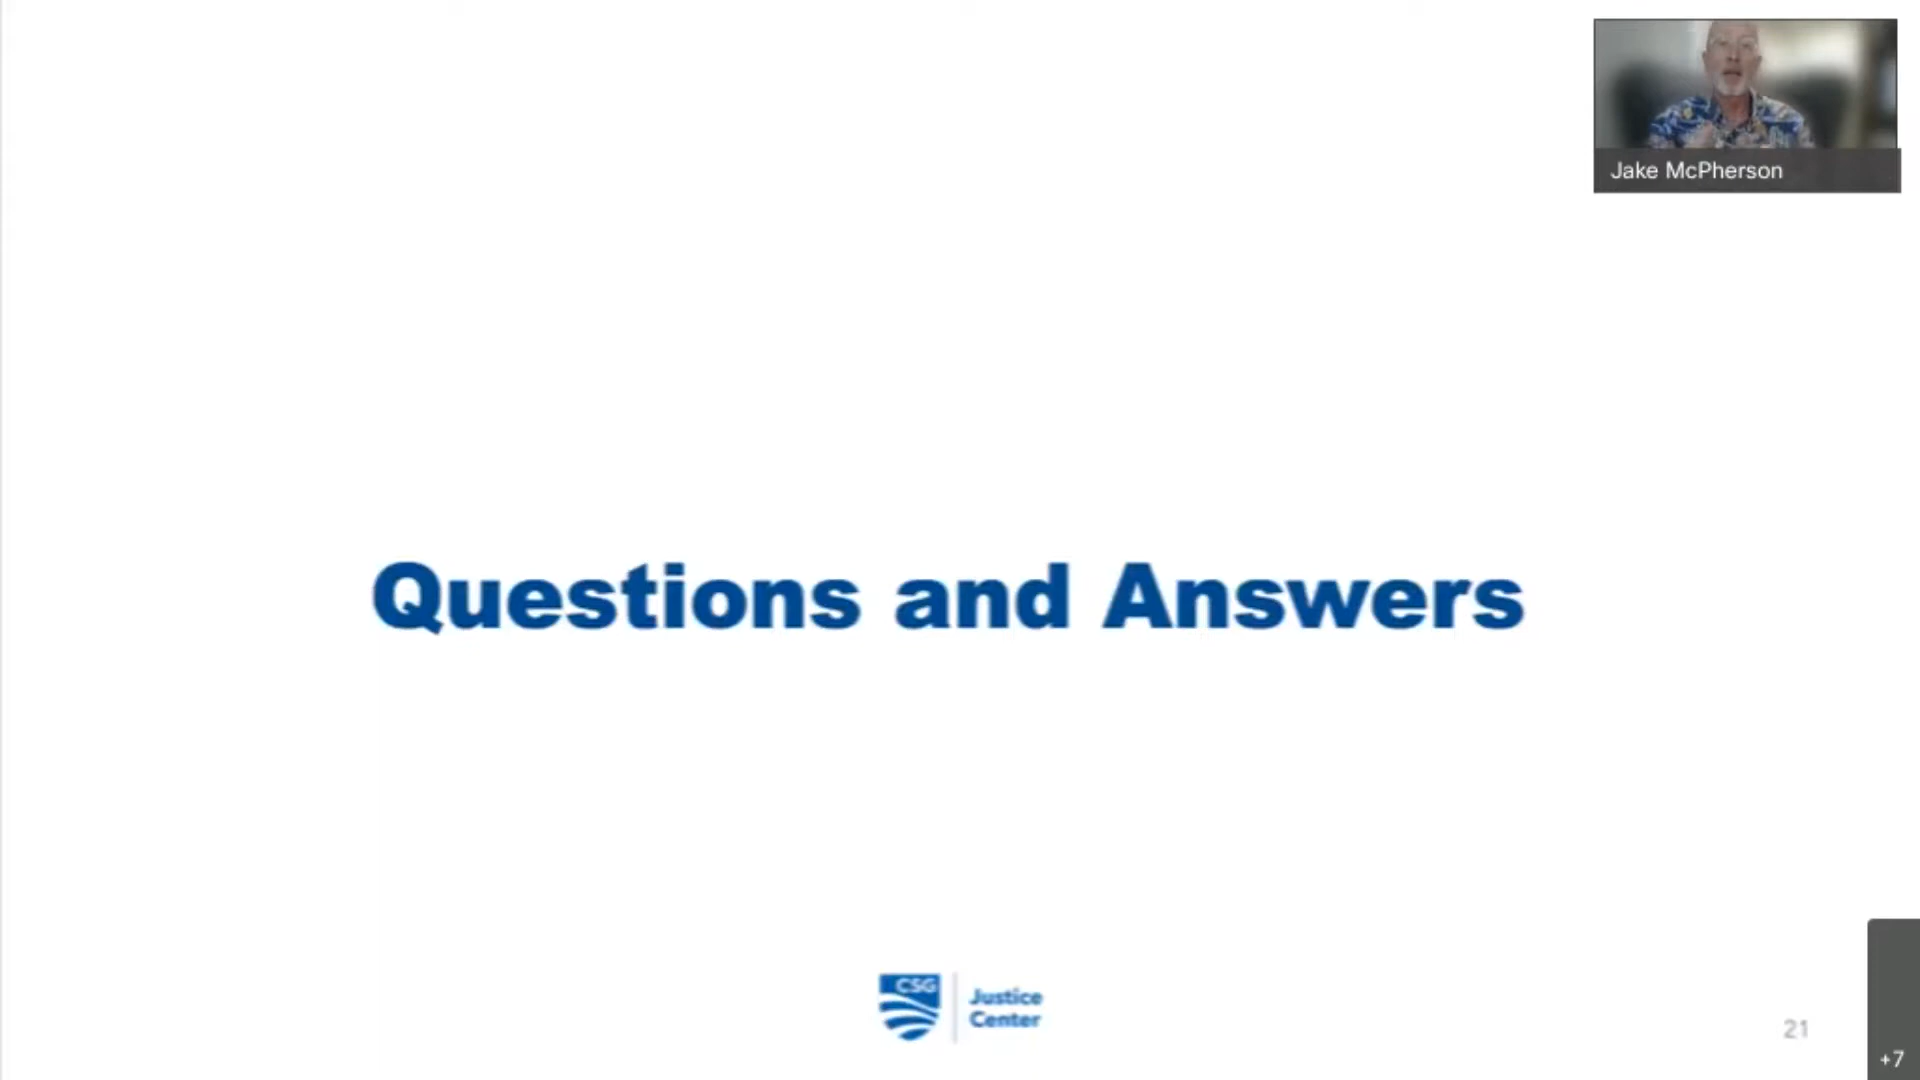 Jake McPherson
Questions and Answers
CSG
Justice
Center
21
+7